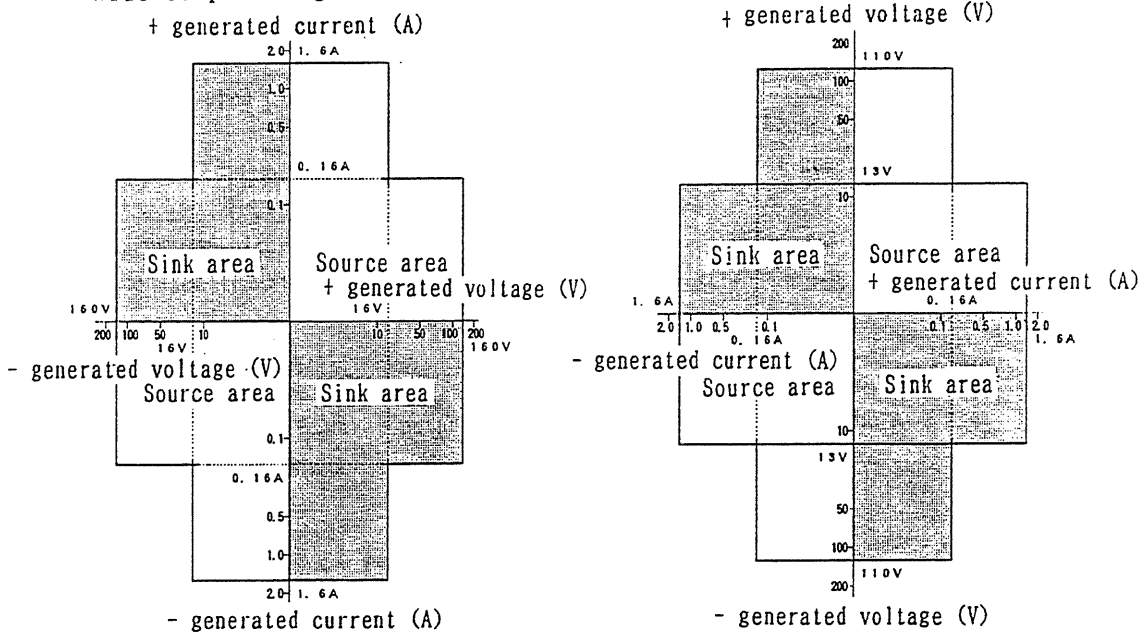 + generated current (A)
20 1. 6A
1.0
0.5
0. 16A
0.1
Sink area
Source area
+ generated voltage (V)
160V
16V
200 100 50 10
10 50 100 200
16V
160V
- generated voltage (V)
Source area
Sink area
0.1
0. 16A
0.5
1.0
20 1. 6A
- generated current (A)
+ generated voltage (V)
200
110V
100
50
13V
10
Sink area
Source area
+ generated current (A)
1. 6A
0. 16A
2.0 1.0 0.5 0.1
0.1 0.5 1.0 2.0
0. 16A
1. 6A
- generated current (A)
Source area
Sink area
10
13V
50
100
110V
200
- generated voltage (V)